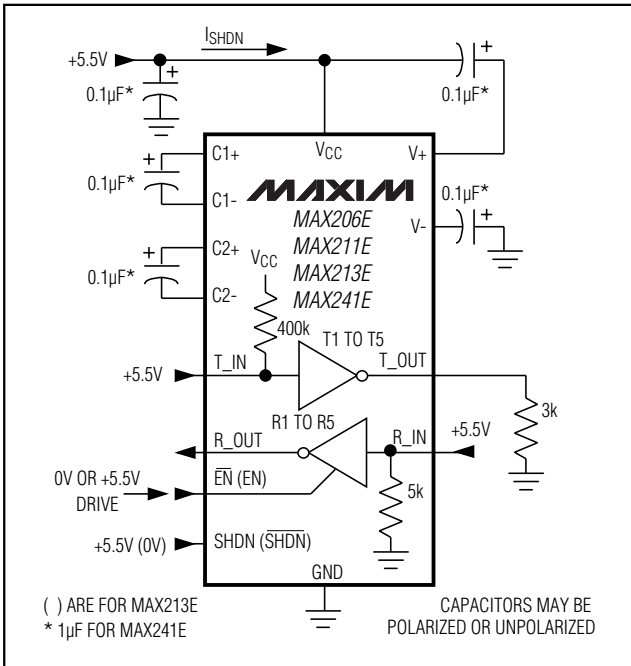 I_SHDN
+5.5V
0.1µF*
0.1µF*
C1+
V_CC
V+
0.1µF*
C1-
MAXIM
0.1µF*
MAX206E
V-
MAX211E
C2+
V_CC
MAX213E
0.1µF*
MAX241E
C2-
400k
T1 TO T5
T_IN
T_OUT
+5.5V
3k
R1 TO R5
R_OUT
R_IN
+5.5V
0V OR +5.5V
DRIVE
E̅N̅ (EN)
5k
+5.5V (0V)
SHDN (S̅H̅D̅N̅)
GND
( ) ARE FOR MAX213E
* 1µF FOR MAX241E
CAPACITORS MAY BE
POLARIZED OR UNPOLARIZED